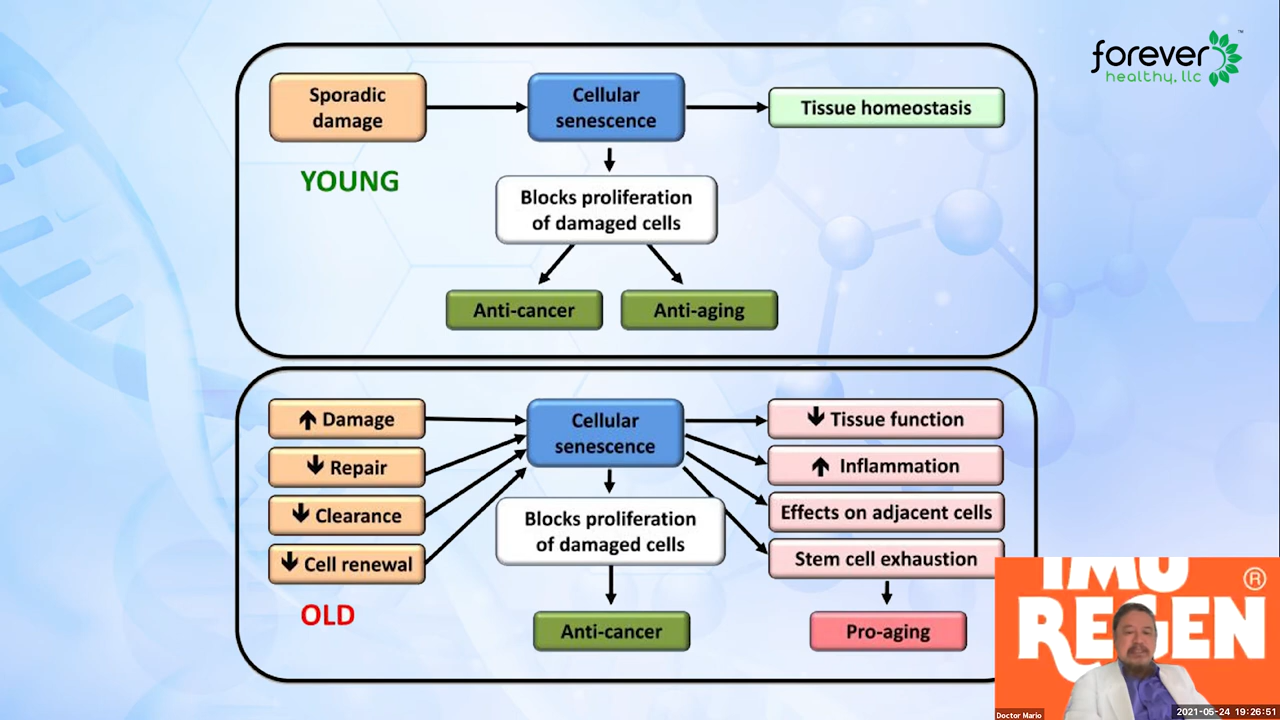 forever
™
healthy, llc
Sporadic
damage
Cellular
senescence
Tissue homeostasis
YOUNG
Blocks proliferation
of damaged cells
Anti-cancer
Anti-aging
Damage
Repair
Clearance
Cell renewal
OLD
Cellular
senescence
Blocks proliferation
of damaged cells
Anti-cancer
Tissue function
Inflammation
Effects on adjacent cells
Stem cell exhaustion
Pro-aging
IMU
®
REGEN
Doctor Mario
2021-05-24 19:26:51